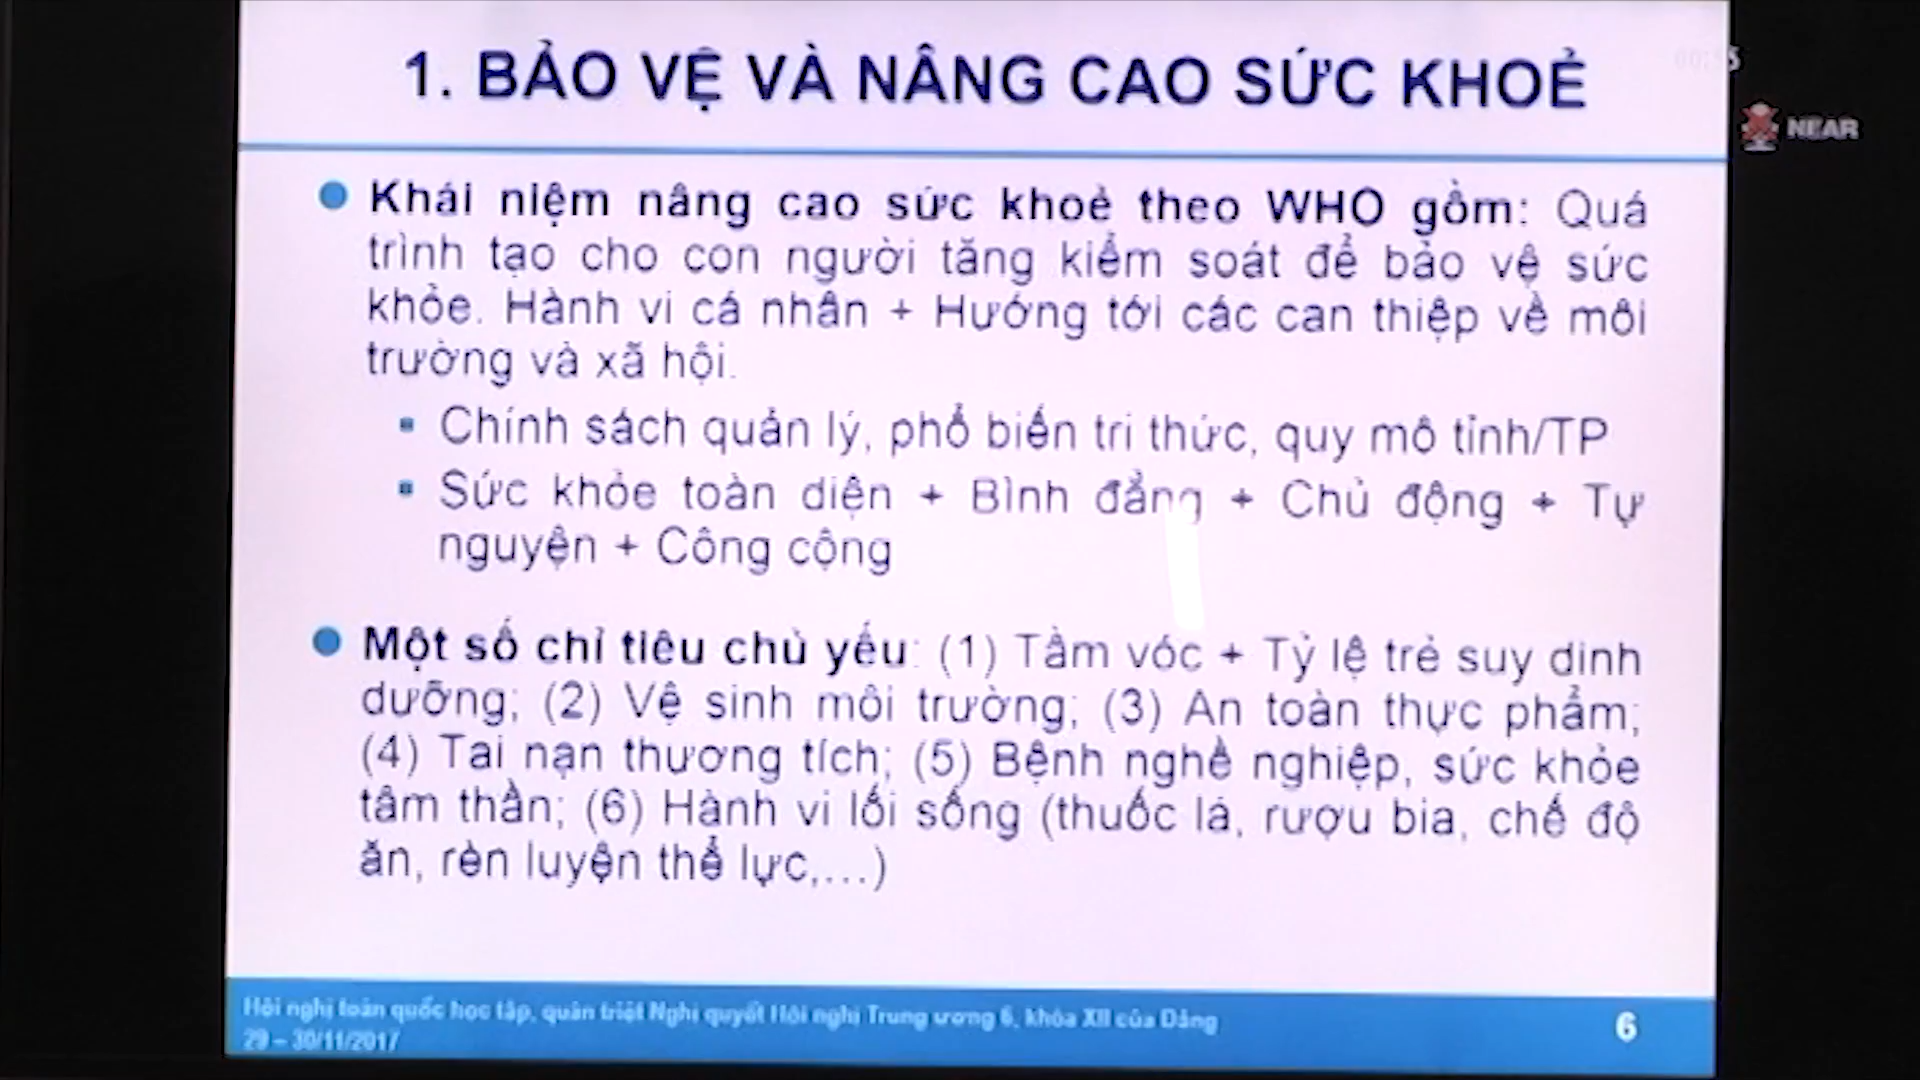 1. BẢO VỆ VÀ NÂNG CAO SỨC KHOẺ
NEAR
Khái niệm nâng cao sức khoẻ theo WHO gồm: Quá
trình tạo cho con người tăng kiểm soát để bảo vệ sức
khỏe. Hành vi cá nhân + Hướng tới các can thiệp về môi
trường và xã hội.
Chính sách quản lý, phổ biến tri thức, quy mô tỉnh/TP
Sức khỏe toàn diện + Bình đẳng + Chủ động + Tự
nguyện + Công cộng
Một số chỉ tiêu chủ yếu: (1) Tầm vóc + Tỷ lệ trẻ suy dinh
dưỡng; (2) Vệ sinh môi trường; (3) An toàn thực phẩm;
(4) Tai nạn thương tích; (5) Bệnh nghề nghiệp, sức khỏe
tâm thần; (6) Hành vi lối sống (thuốc lá, rượu bia, chế độ
ăn, rèn luyện thể lực,...)
Hội nghị toàn quốc học tập, quán triệt Nghị quyết Hội nghị Trung ương 6, khóa XII của Đảng
29 – 30/11/2017
6